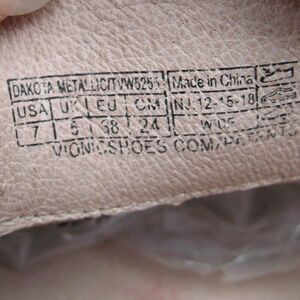 DAKOTA METALLIC/TVW5251 Made in China
USA UK EU CM NJ. 12-15-18
7 5 38 24 WIDE
VIONICSHOES.COM/PATENTS